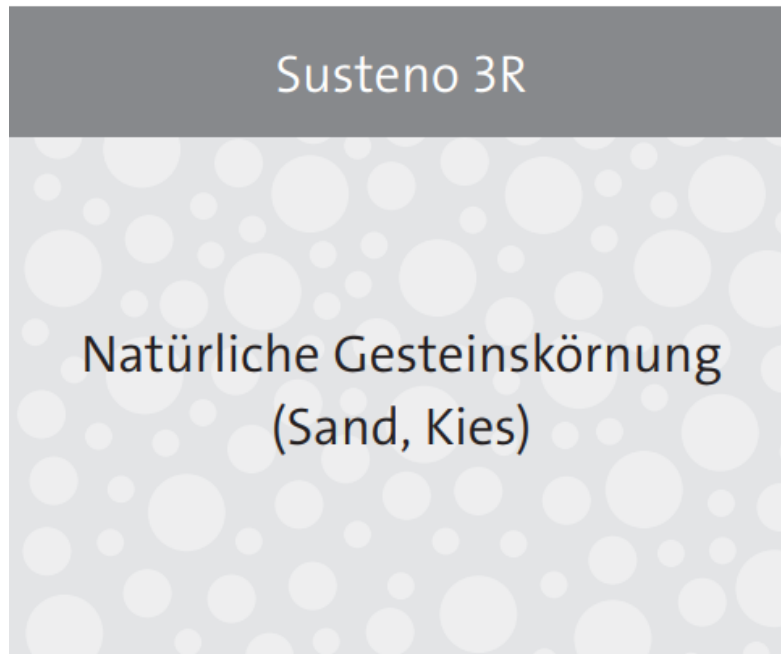 Susteno 3R
Natürliche Gesteinskörnung
(Sand, Kies)